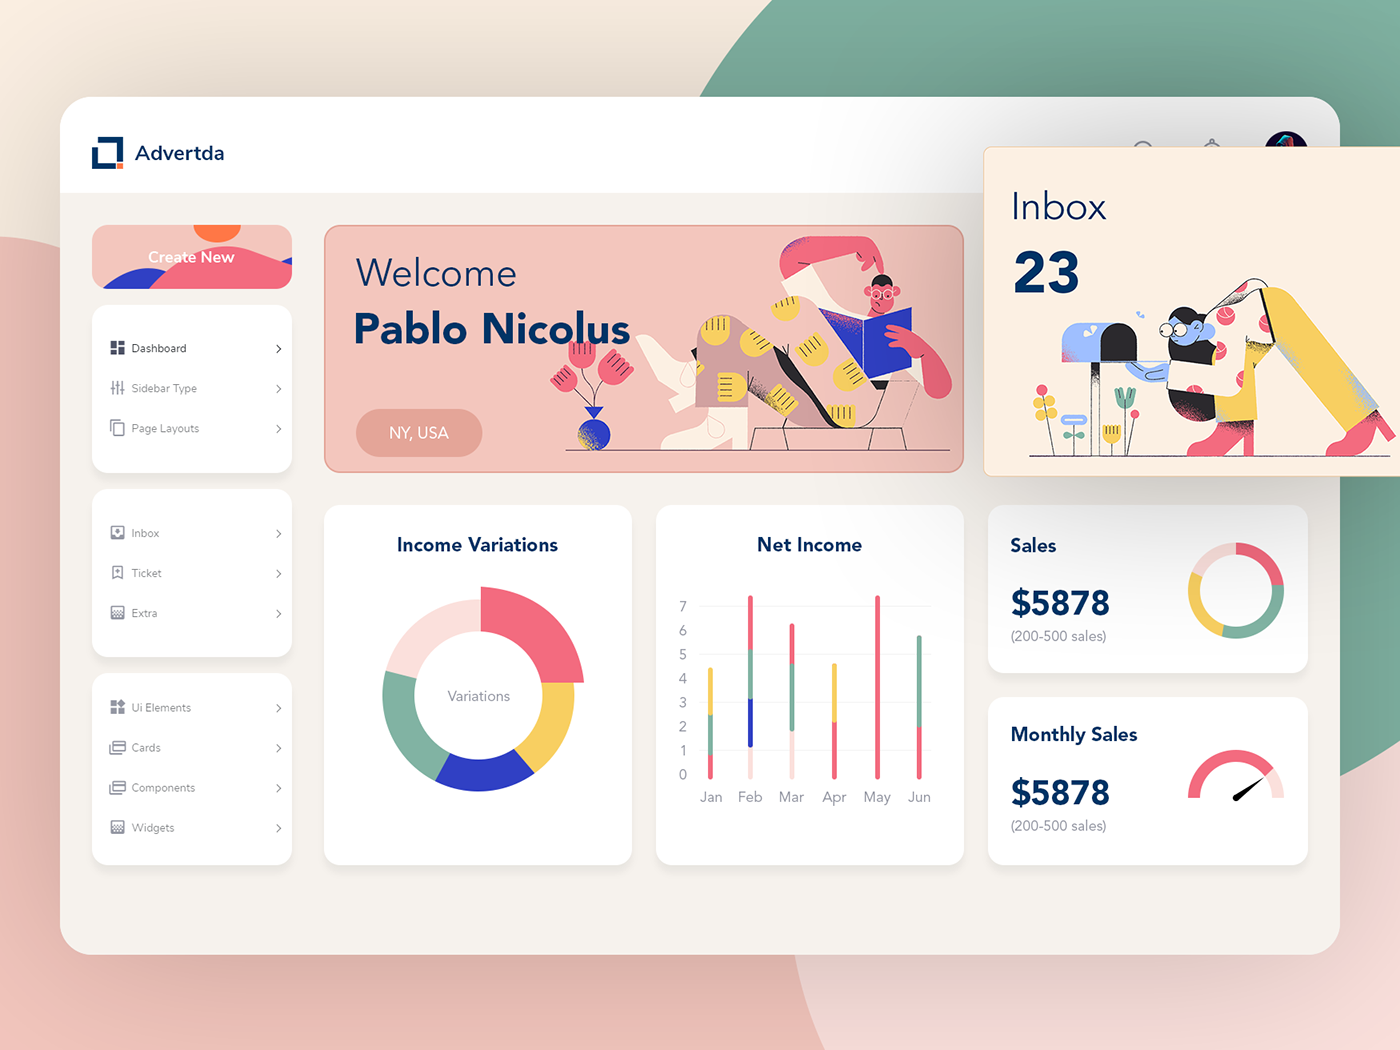 Advertda
Create New
Dashboard
Sidebar Type
Page Layouts
Inbox
Ticket
Extra
Ui Elements
Cards
Components
Widgets
Welcome
Pablo Nicolus
NY, USA
Inbox
23
Income Variations
Variations
Net Income
7
6
5
4
3
2
1
0
Jan Feb Mar Apr May Jun
Sales
$5878
(200-500 sales)
Monthly Sales
$5878
(200-500 sales)